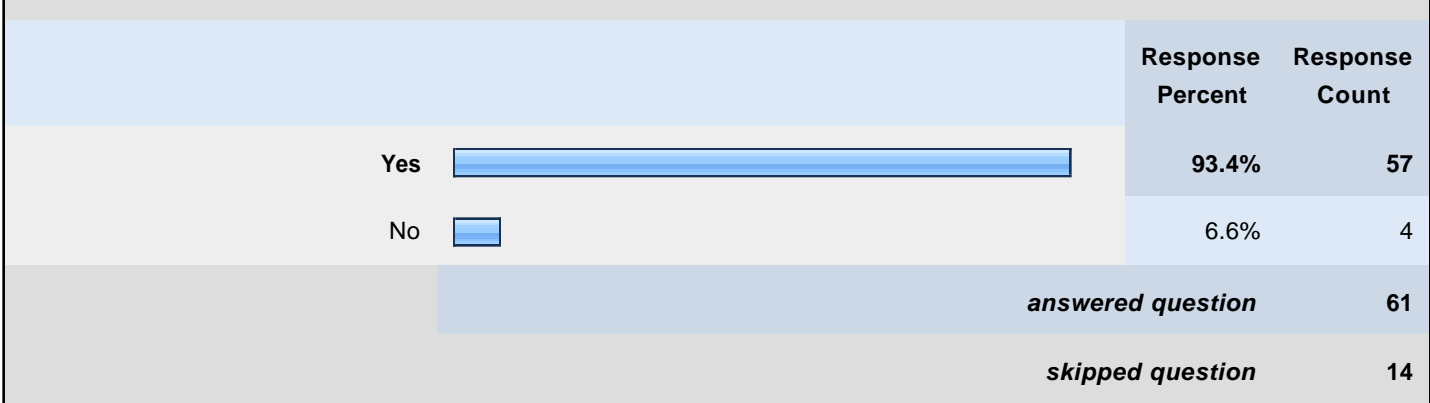 Response Percent Response Count
Yes 93.4% 57
No 6.6% 4
answered question 61
skipped question 14